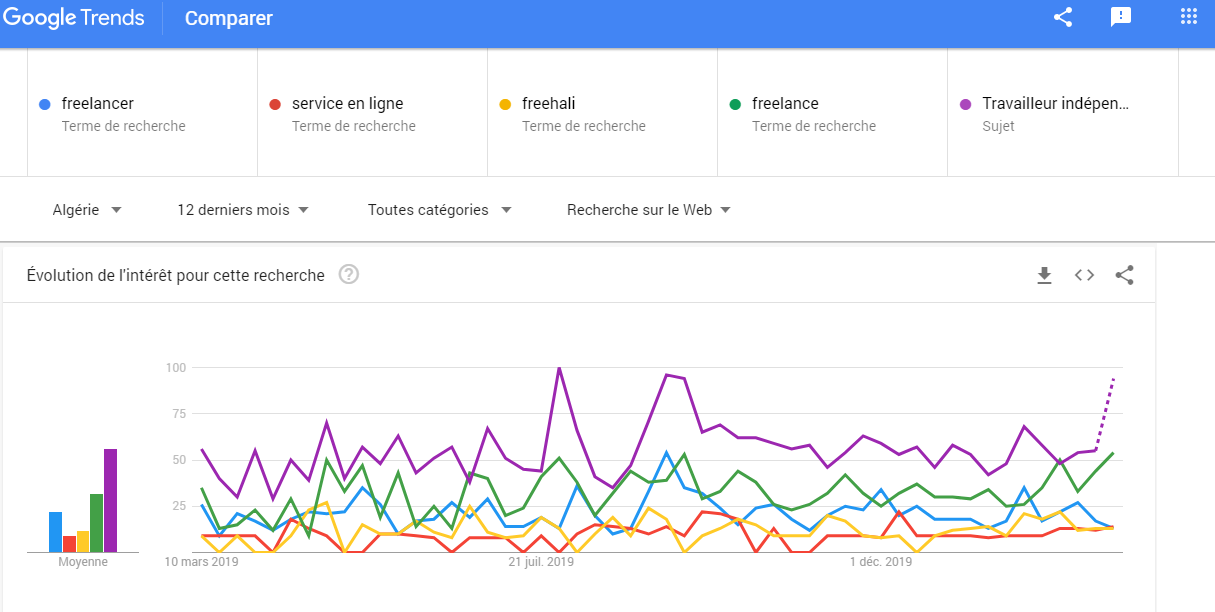 Google Trends
Comparer
freelancer
Terme de recherche
service en ligne
Terme de recherche
freehali
Terme de recherche
freelance
Terme de recherche
Travailleur indépen...
Sujet
Algérie
12 derniers mois
Toutes catégories
Recherche sur le Web
Évolution de l'intérêt pour cette recherche
?
100
75
50
25
Moyenne
10 mars 2019
21 juil. 2019
1 déc. 2019